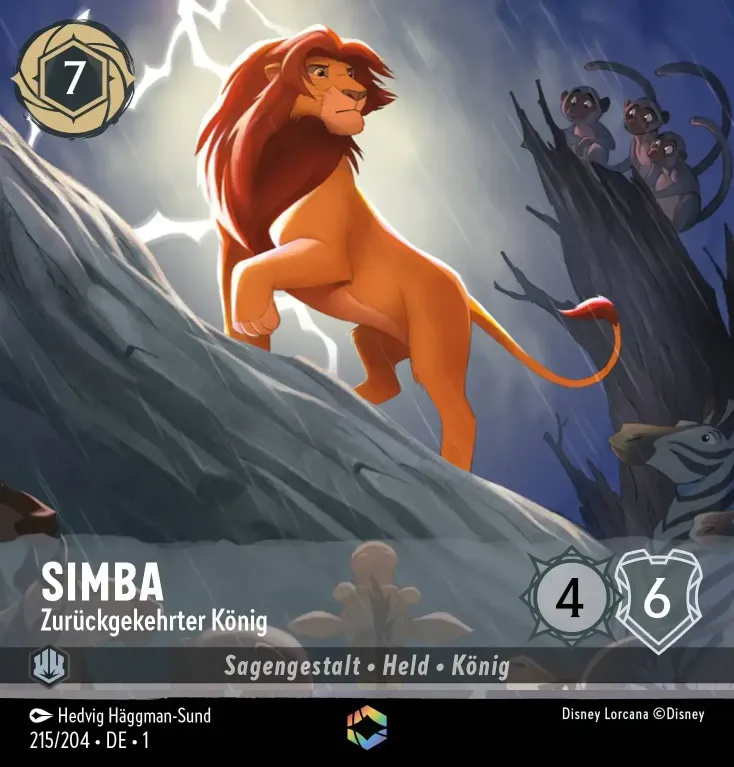 7
SIMBA
Zurückgekehrter König
4
6
Sagengestalt • Held • König
Hedvig Häggman-Sund
Disney Lorcana ©Disney
215/204 • DE • 1